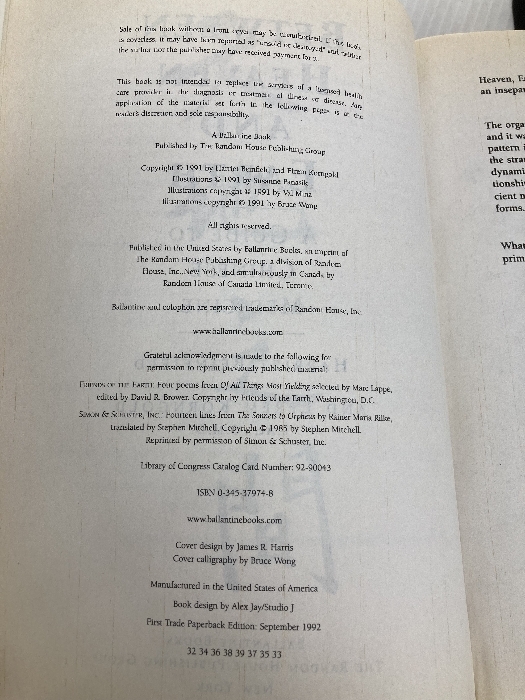 Sale of this book without a front cover may be unauthorized. If this book
is coverless, it may have been reported as "unsold or destroyed" and neither
the author nor the publisher may have received payment for it.
This book is not intended to replace the services of a licensed health
care provider in the diagnosis or treatment of illness or disease. Any
application of the material set forth in the following pages is at the
reader's discretion and sole responsibility.
A Ballantine Book
Published by The Random House Publishing Group
Copyright © 1991 by Harriet Beinfield and Efrem Korngold
Illustrations © 1991 by Susanne Panasik
Illustrations copyright © 1991 by Val Mina
Illustrations copyright © 1991 by Bruce Wang
All rights reserved.
Published in the United States by Ballantine Books, an imprint of
The Random House Publishing Group, a division of Random
House, Inc., New York, and simultaneously in Canada by
Random House of Canada Limited, Toronto.
Ballantine and colophon are registered trademarks of Random House, Inc.
www.ballantinebooks.com
Grateful acknowledgment is made to the following for
permission to reprint previously published material:
FRIENDS OF THE EARTH: Four poems from Of All Things Most Yielding selected by Marc Lappe,
edited by David R. Brower. Copyright by Friends of the Earth, Washington, D.C.
SIMON & SCHUSTER, INC.: Fourteen lines from The Sonnets to Orpheus by Rainer Maria Rilke,
translated by Stephen Mitchell. Copyright © 1985 by Stephen Mitchell.
Reprinted by permission of Simon & Schuster, Inc.
Library of Congress Catalog Card Number: 92-90043
ISBN 0-345-37974-8
www.ballantinebooks.com
Cover design by James R. Harris
Cover calligraphy by Bruce Wang
Manufactured in the United States of America
Book design by Alex Jay/Studio J
First Trade Paperback Edition: September 1992
32 34 36 38 39 37 35 33
Heaven, E
an insepar
The orga
and it wa
pattern i
the stra
dynami
tionshi
cient n
forms.
What
prim